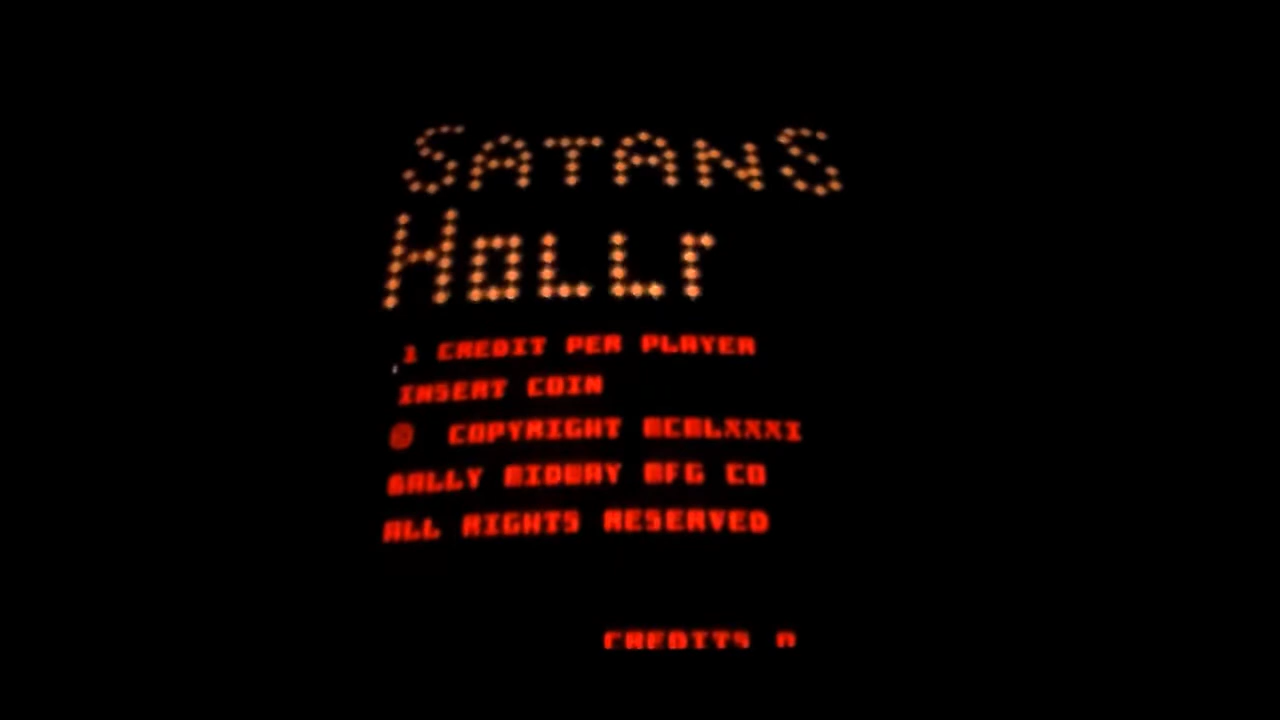 SATANS
HOLLr
1 CREDIT PER PLAYER
INSERT COIN
© COPYRIGHT MCMLXXXI
BALLY MIDWAY MFG CO
ALL RIGHTS RESERVED
CREDITS 0